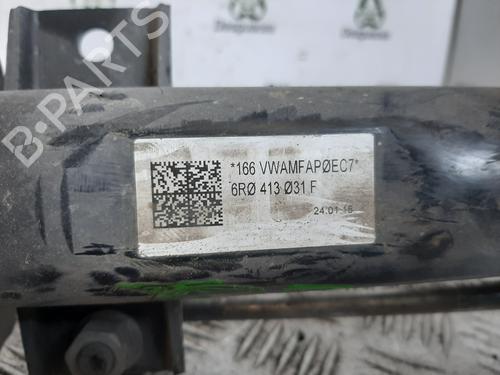 B-PARTS
*166 VWAMFAPØEC7*
6RØ 413 Ø31 F
24.01.16